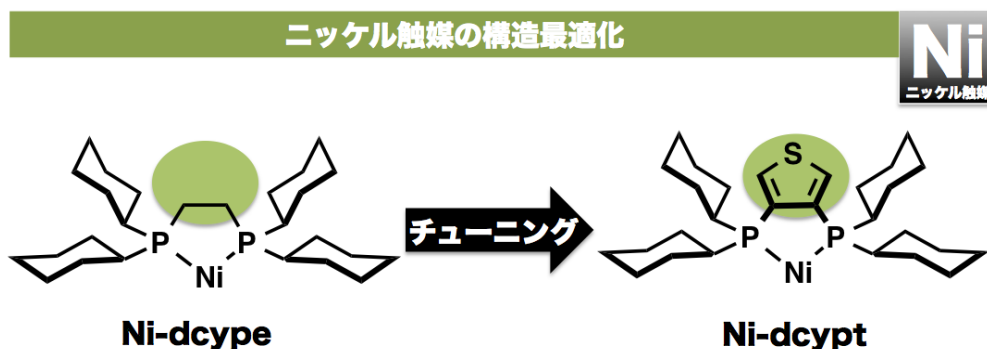 ニッケル触媒の構造最適化
Ni
ニッケル触媒
P
P
Ni
Ni-dcype
チューニング
S
P
P
Ni
Ni-dcypt